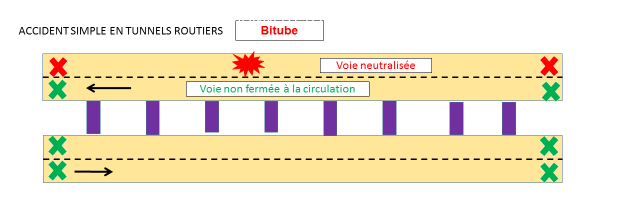 ACCIDENT SIMPLE EN TUNNELS ROUTIERS
Bitube
Voie neutralisée
Voie non fermée à la circulation